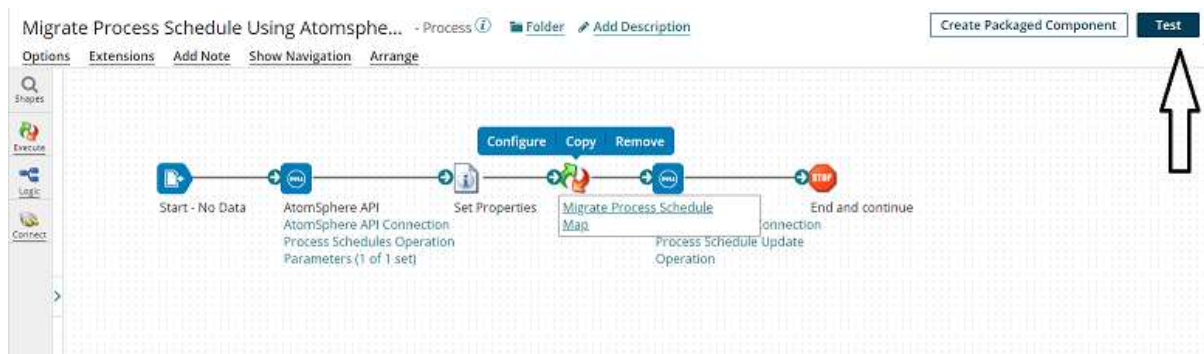 Migrate Process Schedule Using Atomsphe... - Process Folder Add Description
Create Packaged Component Test
Options Extensions Add Note Show Navigation Arrange
Shapes
Execute
Logic
Connect
Configure Copy Remove
Start - No Data
AtomSphere API
AtomSphere API Connection
Process Schedules Operation
Parameters (1 of 1 set)
Set Properties
Migrate Process Schedule
Map
onnection
Process Schedule Update
Operation
STOP
End and continue